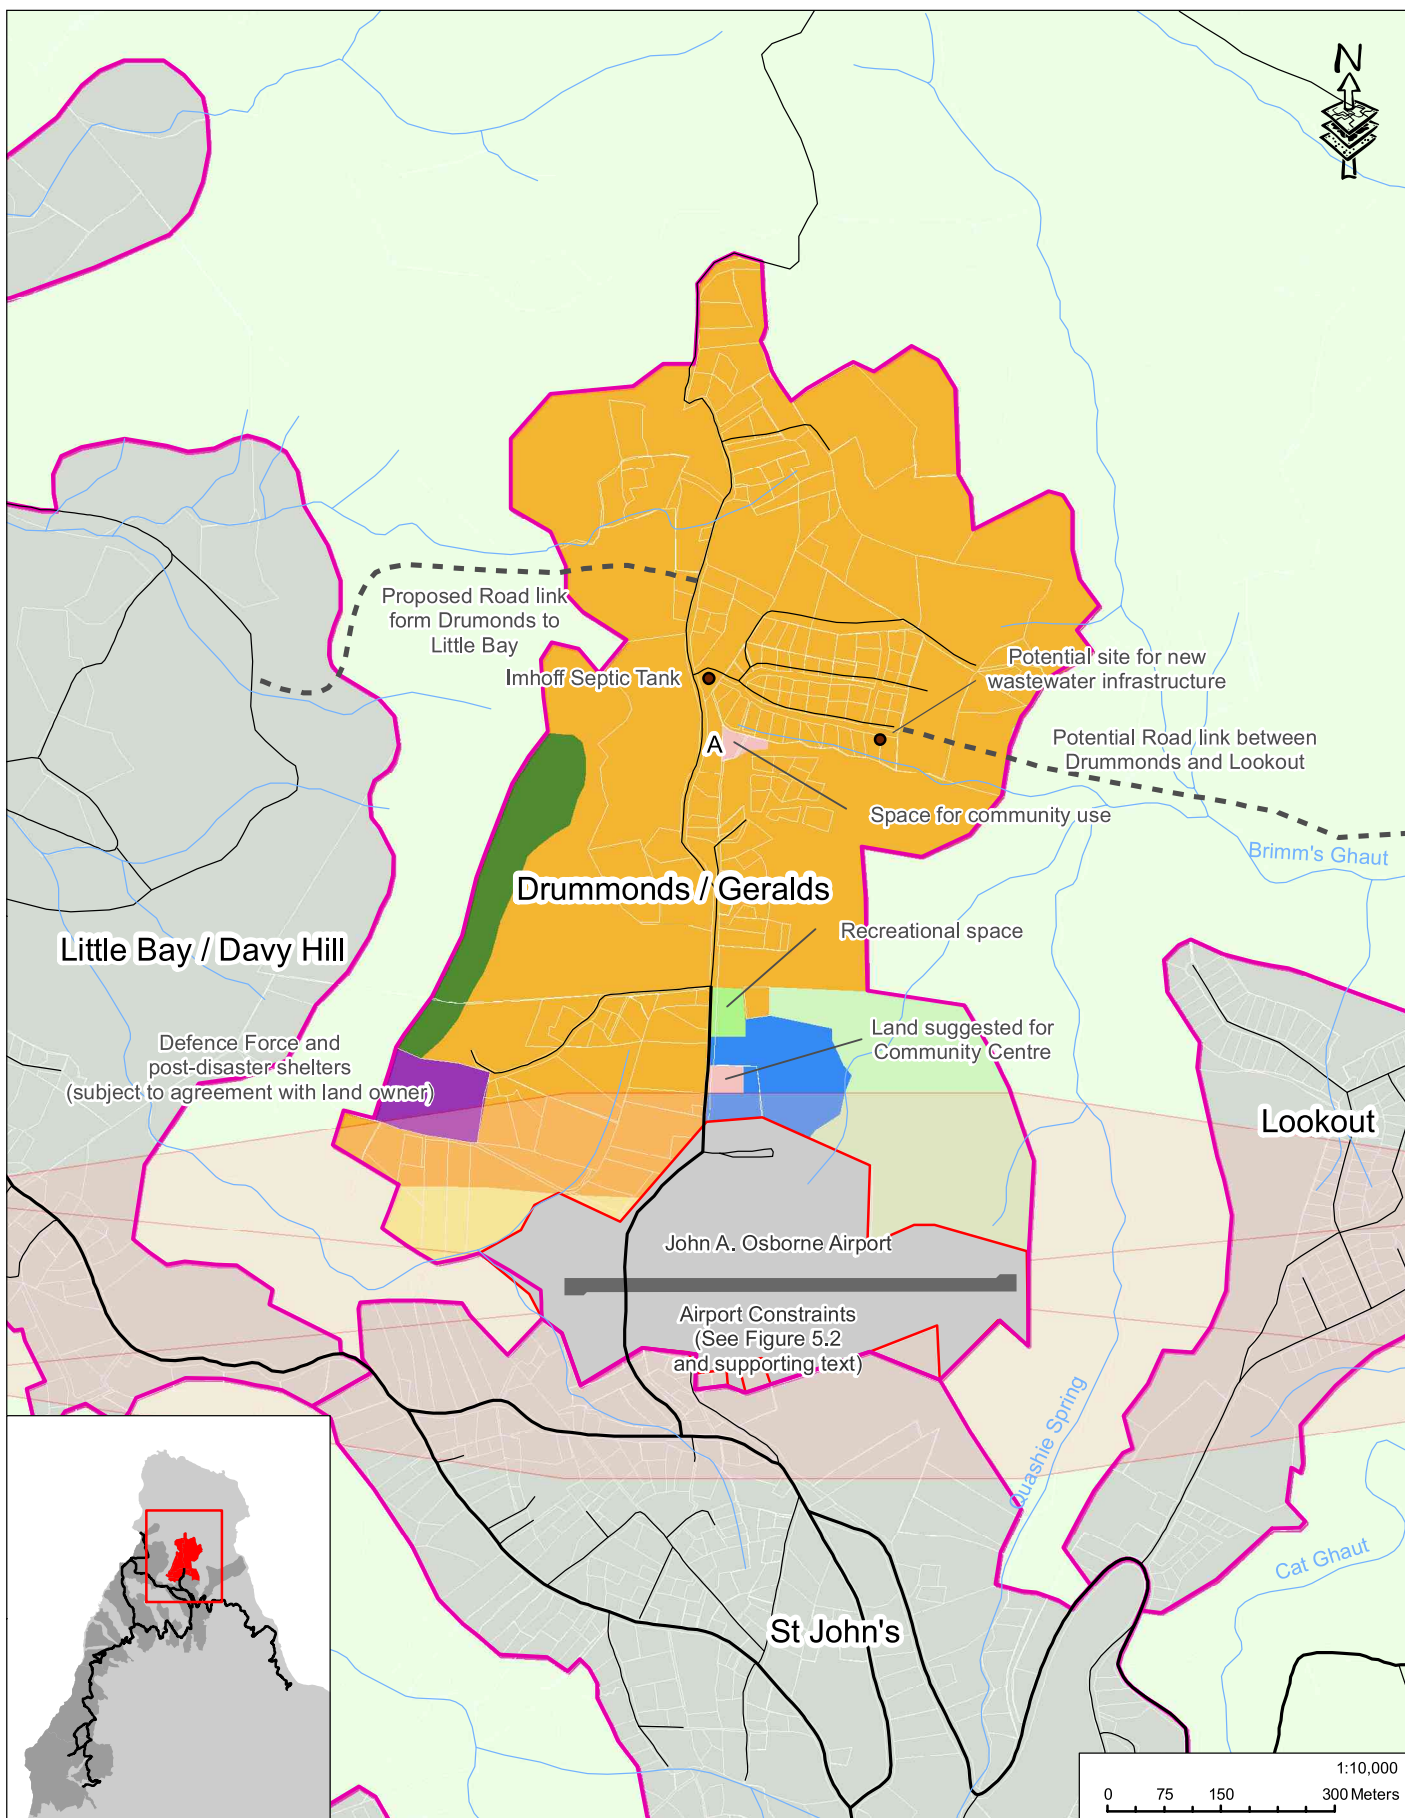 N
Proposed Road link
form Drumonds to
Little Bay
Imhoff Septic Tank
Potential site for new
wastewater infrastructure
A
Potential Road link between
Drummonds and Lookout
Space for community use
Brimm's Ghaut
Drummonds / Geralds
Recreational space
Little Bay / Davy Hill
Defence Force and
post-disaster shelters
(subject to agreement with land owner)
Land suggested for
Community Centre
Lookout
John A. Osborne Airport
Airport Constraints
(See Figure 5.2
and supporting text)
Quashie Spring
Cat Ghaut
St John's
1:10,000
0 75 150 300 Meters